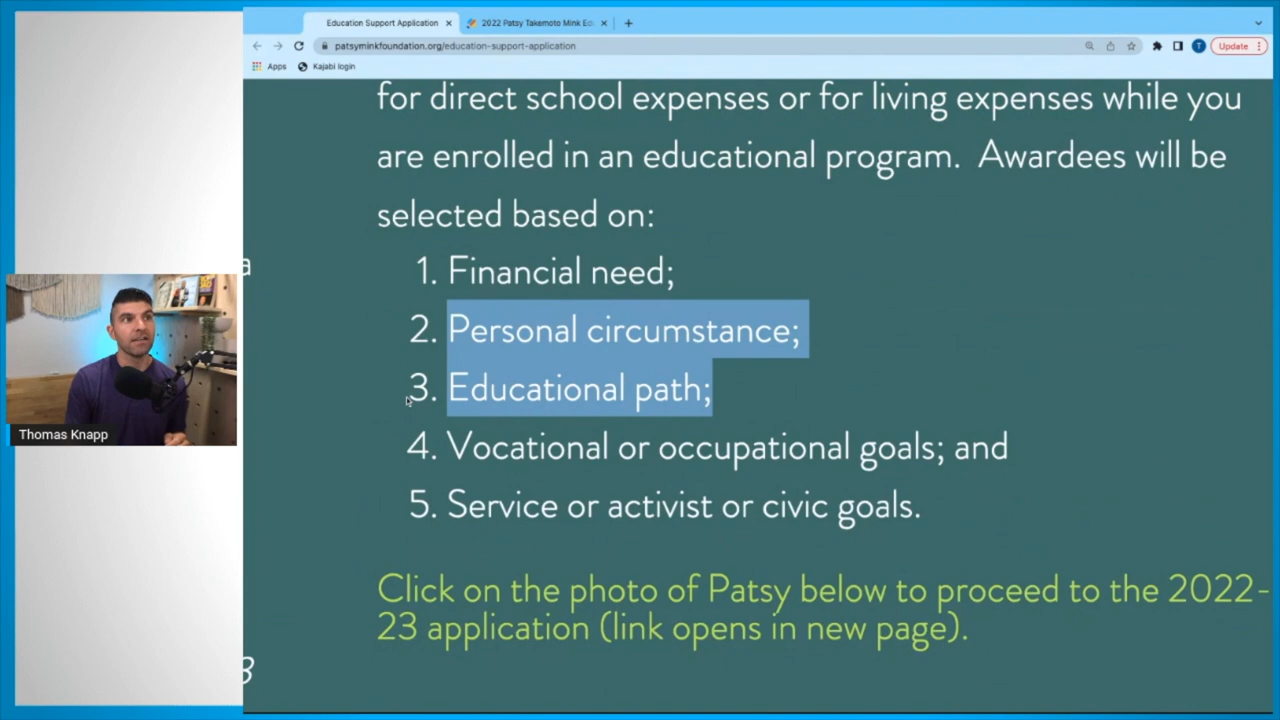 Education Support Application
2022 Patsy Takemoto Mink Ed
patsyminkfoundation.org/education-support-application
Update
Apps
Kajabi login
for direct school expenses or for living expenses while you
are enrolled in an educational program. Awardees will be
selected based on:
a
1. Financial need;
2. Personal circumstance;
3. Educational path;
4. Vocational or occupational goals; and
5. Service or activist or civic goals.
Click on the photo of Patsy below to proceed to the 2022-
23 application (link opens in new page).
3
Thomas Knapp
T